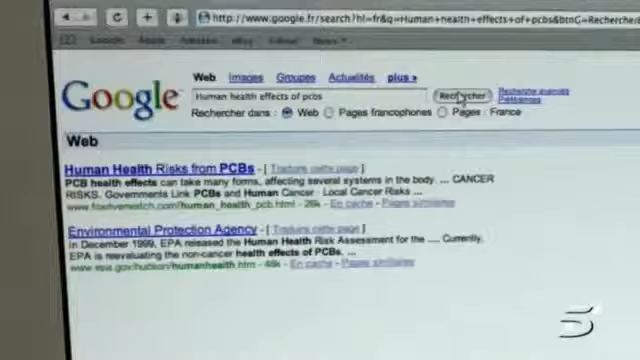 http://www.google.fr/search?hl=fr&q=Human+health+effects+of+pcbs&btnG=Recherche
Google
Web Images Groupes Actualités plus »
Human health effects of pcbs
Rechercher
Recherche avancée
Préférences
Rechercher dans : Web Pages francophones Pages : France
Web
Human Health Risks from PCBs - [ Traduire cette page ]
PCB health effects can take many forms, affecting several systems in the body. ... CANCER
RISKS. Governments Link PCBs and Human Cancer · Local Cancer Risks ...
/human_health_pcb.html - 26k - En cache - Pages similaires
Environmental Protection Agency - [ Traduire cette page ]
In December 1999, EPA released the Human Health Risk Assessment for the .... Currently,
EPA is reevaluating the non-cancer health effects of PCBs. ...
www.epa.gov/hudson/humanhealth.htm - 48k - En cache - Pages similaires
5